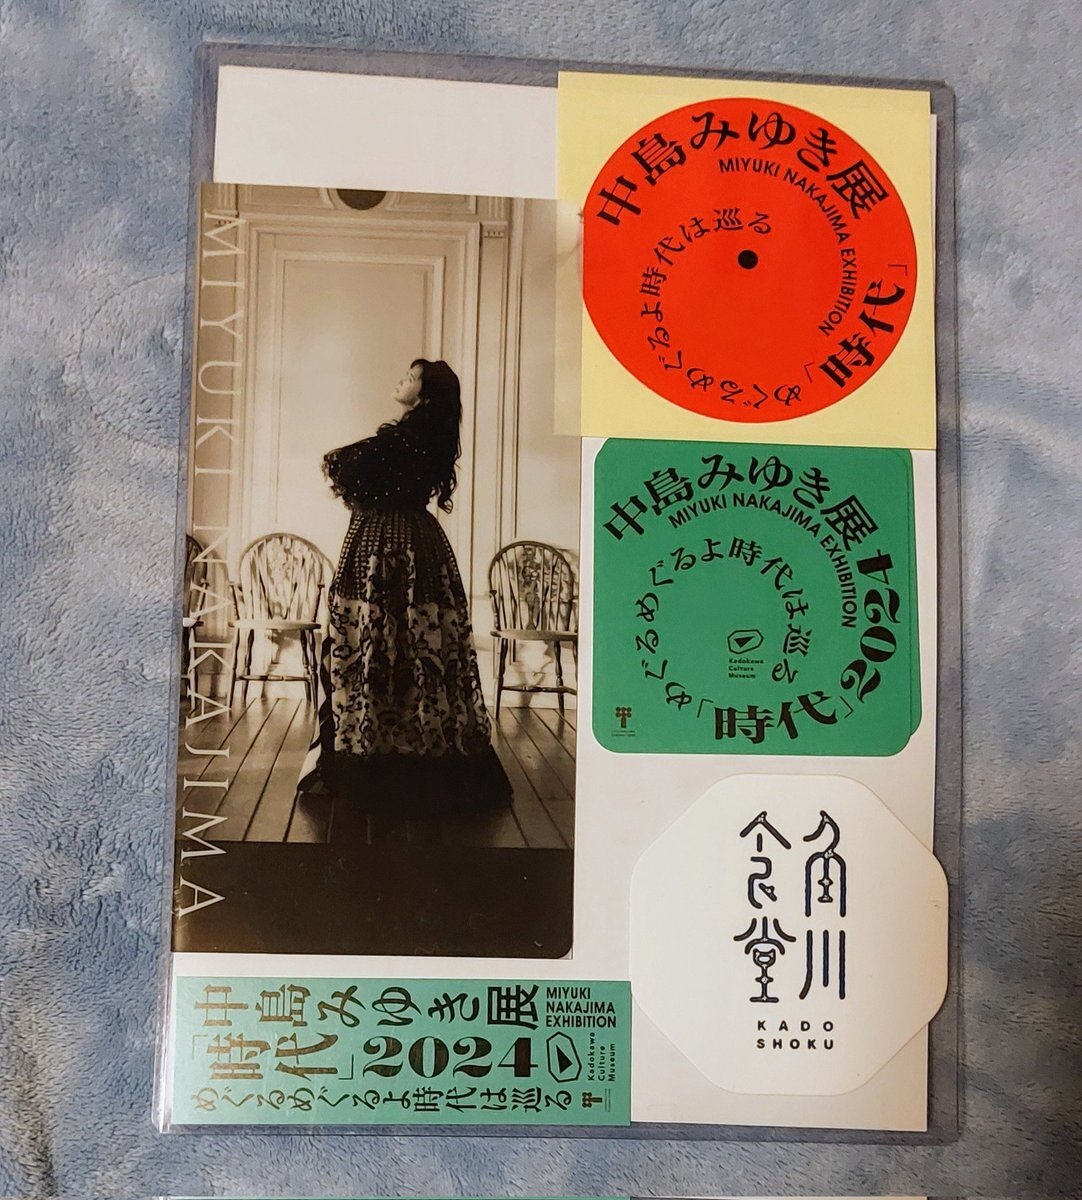 MIYUKI NAKAJIMA
中島みゆき展
MIYUKI NAKAJIMA EXHIBITION
「時代」
めぐるめぐるよ時代は巡る
中島みゆき展
MIYUKI NAKAJIMA EXHIBITION
「時代」2024
めぐるめぐるよ時代は巡る
Kadokawa
Culture
Museum
角川
食堂
KADO
SHOKU
中島みゆき展
MIYUKI
NAKAJIMA
EXHIBITION
「時代」2024
Kadokawa
Culture
Museum
めぐるめぐるよ時代は巡る